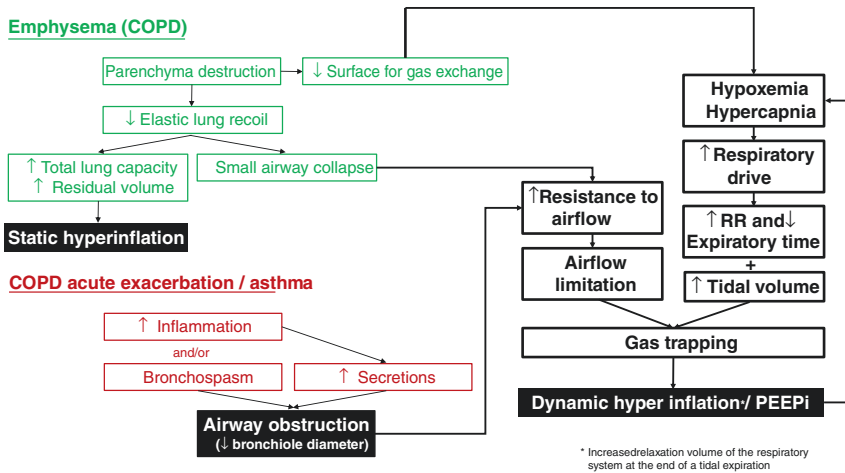 Emphysema (COPD)
Parenchyma destruction
↓ Surface for gas exchange
↓ Elastic lung recoil
↑ Total lung capacity
↑ Residual volume
Small airway collapse
Static hyperinflation
COPD acute exacerbation / asthma
↑ Inflammation
and/or
Bronchospasm
↑ Secretions
Airway obstruction
(↓ bronchiole diameter)
↑Resistance to
airflow
Airflow
limitation
Hypoxemia
Hypercapnia
↑ Respiratory
drive
↑ RR and↓
Expiratory time
+
↑ Tidal volume
Gas trapping
Dynamic hyper inflation*/ PEEPi
* Increasedrelaxation volume of the respiratory
system at the end of a tidal expiration